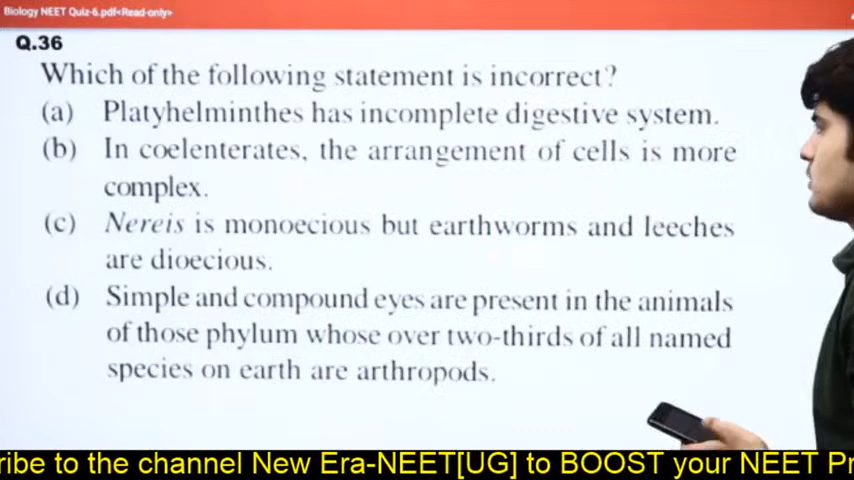 Biology NEET Quiz-6.pdf<Read-only>
Q.36
Which of the following statement is incorrect?
(a) Platyhelminthes has incomplete digestive system.
(b) In coelenterates, the arrangement of cells is more
complex.
(c) Nereis is monoecious but earthworms and leeches
are dioecious.
(d) Simple and compound eyes are present in the animals
of those phylum whose over two-thirds of all named
species on earth are arthropods.
to the channel New Era-NEET[UG] to BOOST your NEET